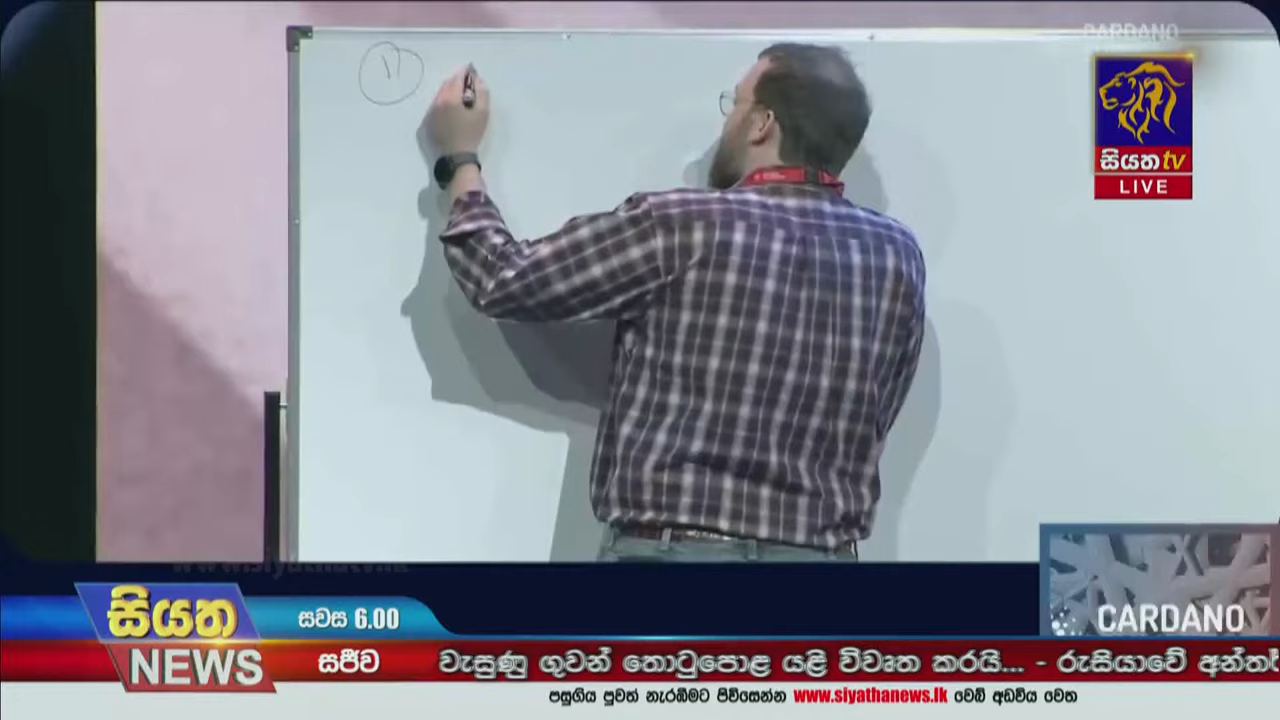 CARDANO
සියත tv
LIVE
CARDANO
සියත
සවස 6.00
NEWS
සජීව
වැසුණු ගුවන් තොටුපොළ යළි විවෘත කරයි... - රුසියාවේ
පසුගිය පුවත් නැරඹීමට පිවිසෙන්න www.siyathanews.lk වෙබ් අඩවිය වෙත